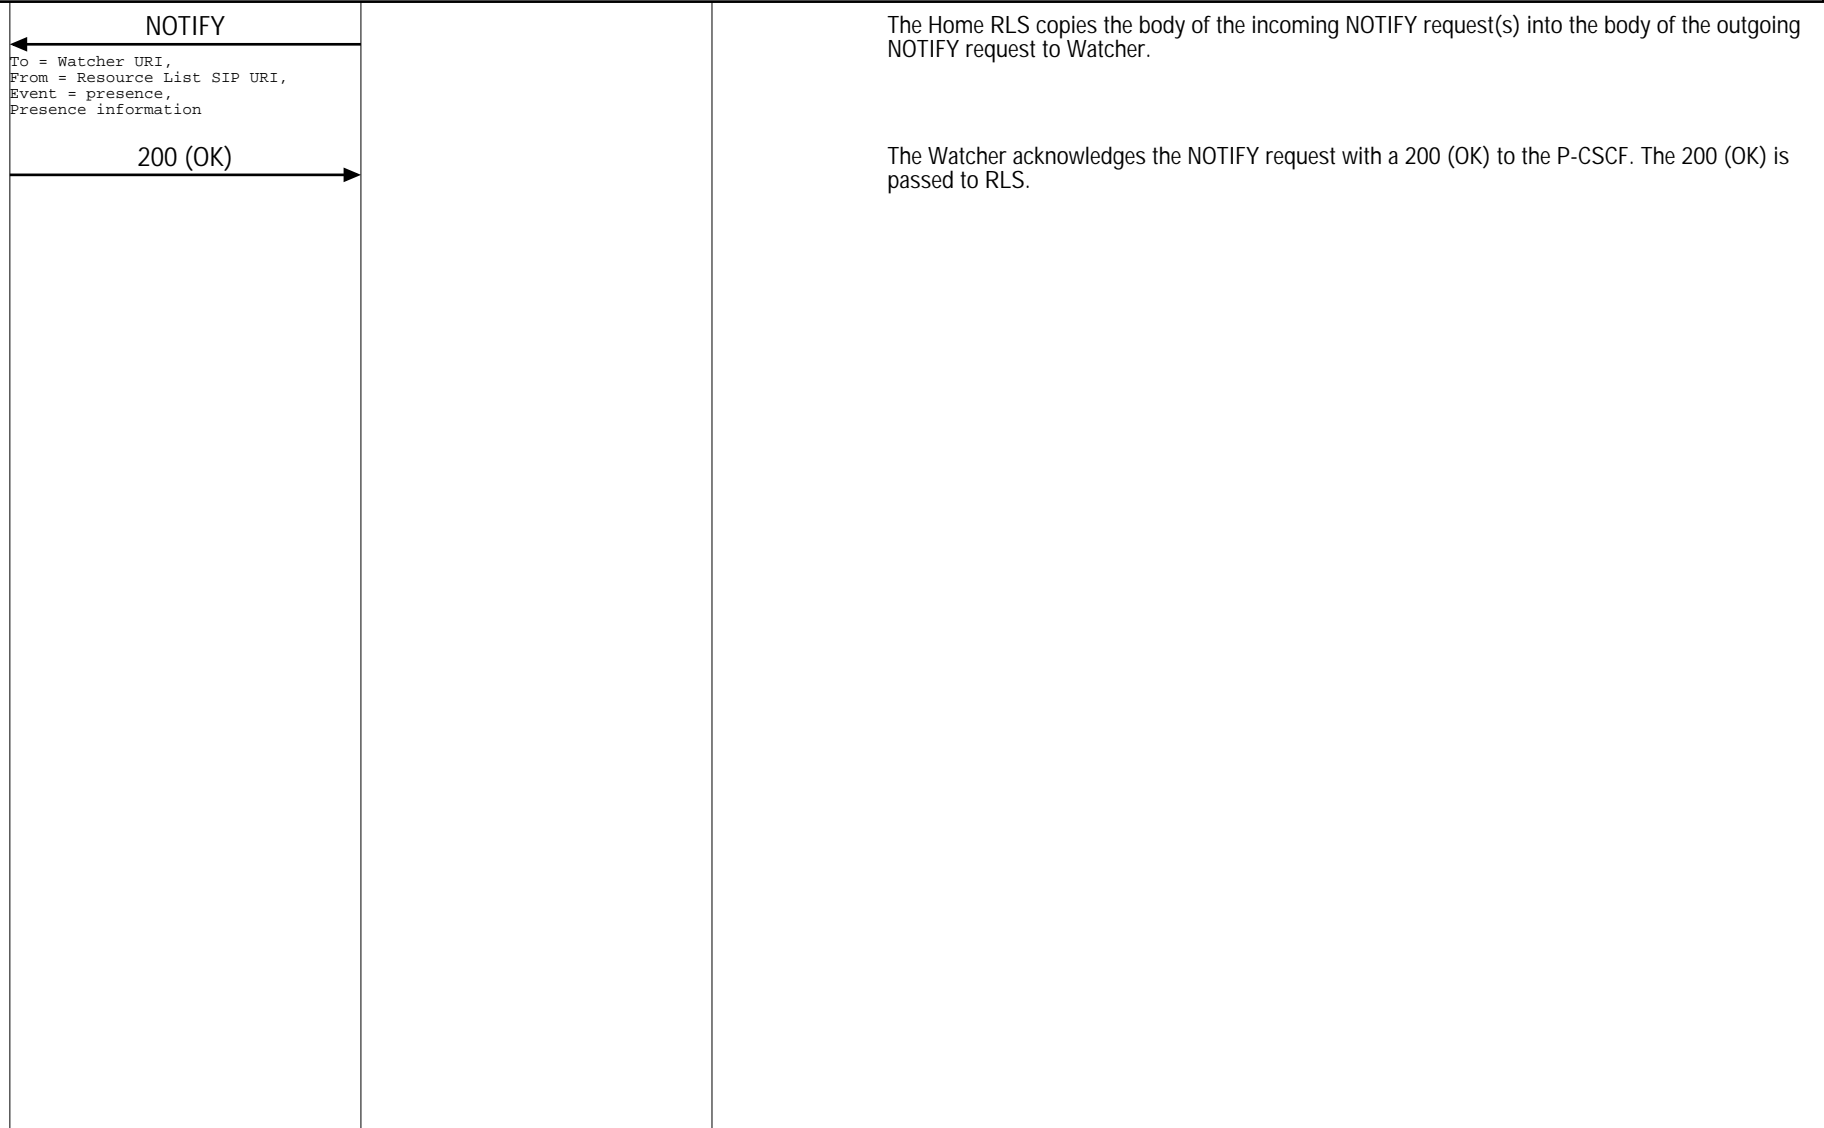 NOTIFY
The Home RLS copies the body of the incoming NOTIFY request(s) into the body of the outgoing
NOTIFY request to Watcher.
To = Watcher URI,
From = Resource List SIP URI,
Event = presence,
Presence information
200 (OK)
The Watcher acknowledges the NOTIFY request with a 200 (OK) to the P-CSCF. The 200 (OK) is
passed to RLS.